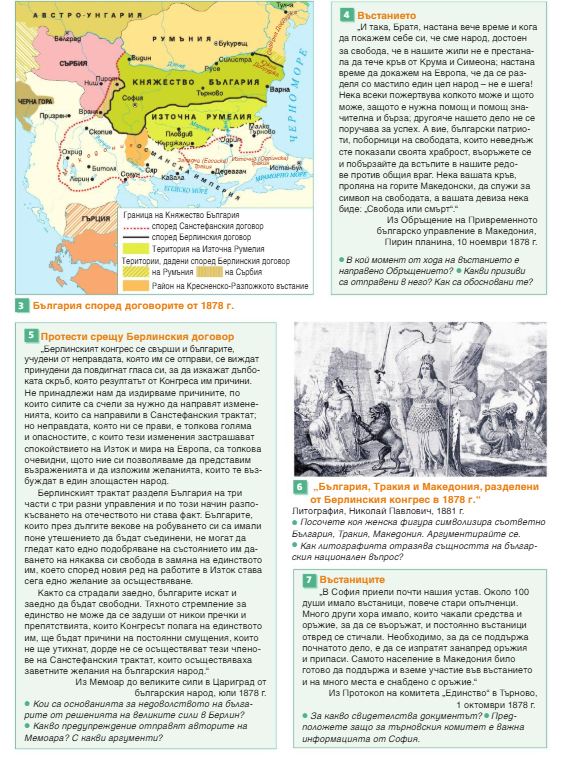 АВСТРО-УНГАРИЯ
Тулча
Белград
РУМЪНИЯ
Букурещ
СЪРБИЯ
Видин
Силистра
Русе
Дунав
Ниш
Пирот
КНЯЖЕСТВО БЪЛГАРИЯ
Варна
ЧЕРНО МОРЕ
ЧЕРНА ГОРА
Търново
София
Враня
ИЗТОЧНА РУМЕЛИЯ
Призрен
Скопие
Пловдив
Малко Търново
Кърджали
Одрин
Охрид
ОСМАНСКА ИМПЕРИЯ
Битоля
Сяр
Дедеагач
Истанбул
Лерин
Солун
Кавала
МРАМОРНО МОРЕ
ЕГЕЙСКО МОРЕ
ГЪРЦИЯ
Граница на Княжество България
според Санстефанския договор
според Берлинския договор
Територия на Източна Румелия
Територии, дадени според Берлинския договор
на Румъния
на Сърбия
Район на Кресненско-Разложкото въстание
3 България според договорите от 1878 г.
4 Въстанието
„И така, Братя, настана вече време и кога
да покажем себе си, че сме народ, достоен
за свобода, че в нашите жили не е престана-
ла да тече кръв от Крума и Симеона; настана
време да докажем на Европа, че да се раз-
деля со мастило един цел народ – не е шега!
Нека всеки пожертвува колкото може и щото
може, защото е нужна помощ и помощ зна-
чителна и бърза; другояче нашето дело не се
поручава за успех. А вие, български патрио-
ти, поборници на свободата, които неведнъж
сте показали своята храброст, въоръжете се
и побързайте да встъпите в нашите редо-
ве против общия враг. Нека вашата кръв,
проляна на горите Македонски, да служи за
символ на свободата, а вашата девиза нека
биде: „Свобода или смърт“.“
Из Обръщение на Привременното
българско управление в Македония,
Пирин планина, 10 ноември 1878 г.
● В кой момент от хода на въстанието е
направено Обръщението? ● Какви призиви
са отправени в него? Как са обосновани те?
5 Протести срещу Берлинския договор
„Берлинският конгрес се свърши и българите,
учудени от неправдата, която им се отправи, се виждат
принудени да повдигнат гласа си, за да изкажат дълбо-
ката скръб, която резултатът от Конгреса им причини.
Не принадлежи нам да издирваме причините, по
които силите са счели за нужно да направят измене-
нията, които са направили в Санстефанския трактат;
но неправдата, която ни се прави, е толкова голяма
и опасностите, с които тези изменения застрашават
спокойствието на Изток и мира на Европа, са толкова
очевидни, щото ние си позволяваме да представим
възраженията и да изложим желанията, които те въз-
буждат в един злощастен народ.
Берлинският трактат разделя България на три
части с три разни управления и по този начин разпо-
късването на отечеството ни става факт. Българите,
които през дългите векове на робуването си са имали
поне утешението да бъдат съединени, не могат да
гледат като едно подобряване на състоянието им да-
ването на някаква си свобода в замяна на единството
им, което според новия ред на работите в Изток става
сега едно желание за осъществяване.
Както са страдали заедно, българите искат и
заедно да бъдат свободни. Тяхното стремление за
единство не може да се задуши от никои пречки и
препятствията, които Конгресът полага на единството
им, ще бъдат причини на постоянни смущения, които
не ще утихнат, дорде не се осъществяват тези члено-
ве на Санстефанския трактат, които осъществяваха
заветните желания на българския народ.“
Из Мемоар до великите сили в Цариград от
българския народ, юли 1878 г.
● Кои са основанията за недоволството на бълга-
рите от решенията на великите сили в Берлин?
● Какво предупреждение отправят авторите на
Мемоара? С какви аргументи?
6 „България, Тракия и Македония, разделени
от Берлинския конгрес в 1878 г.“
Литография, Николай Павлович, 1881 г.
● Посочете коя женска фигура символизира съответно
България, Тракия, Македония. Аргументирайте се.
● Как литографията отразява същността на българ-
ския национален въпрос?
7 Въстаниците
„В София приели почти нашия устав. Около 100
души имало въстаници, повече стари опълченци.
Много други хора имало, които чакали средства и
оръжие, за да се въоръжат, и постоянно въстаници
отвред се стичали. Необходимо, за да се поддържа
почнатото дело, е да се изпратят занапред оръжия
и припаси. Самото население в Македония било
готово да поддържа и вземе участие във въстанието
и на много места е снабдено с оръжие.“
Из Протокол на комитета „Единство“ в Търново,
1 октомври 1878 г.
● За какво свидетелства документът? ● Пред-
положете защо за търновския комитет е важна
информацията от София.